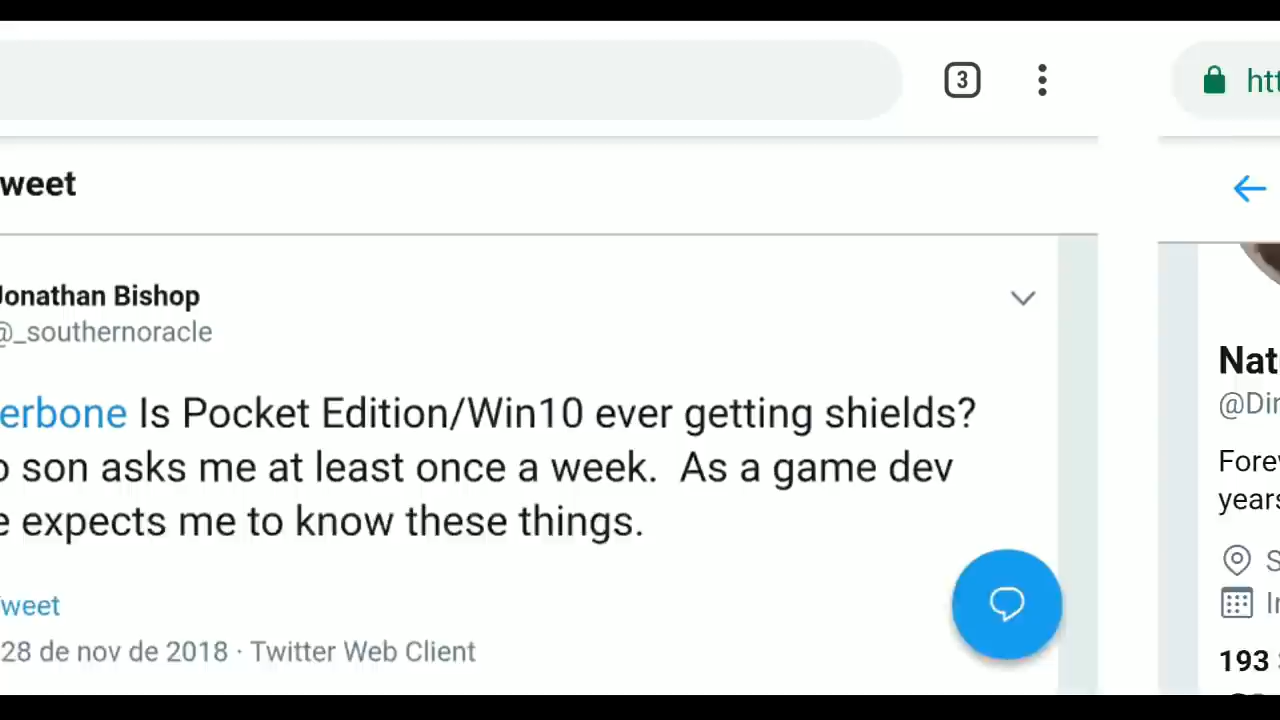 3
weet
Jonathan Bishop
@_southernoracle
erbone Is Pocket Edition/Win10 ever getting shields?
o son asks me at least once a week. As a game dev
e expects me to know these things.
weet
28 de nov de 2018 · Twitter Web Client
htt
Nat
@Din
Forev
years
S
In
193